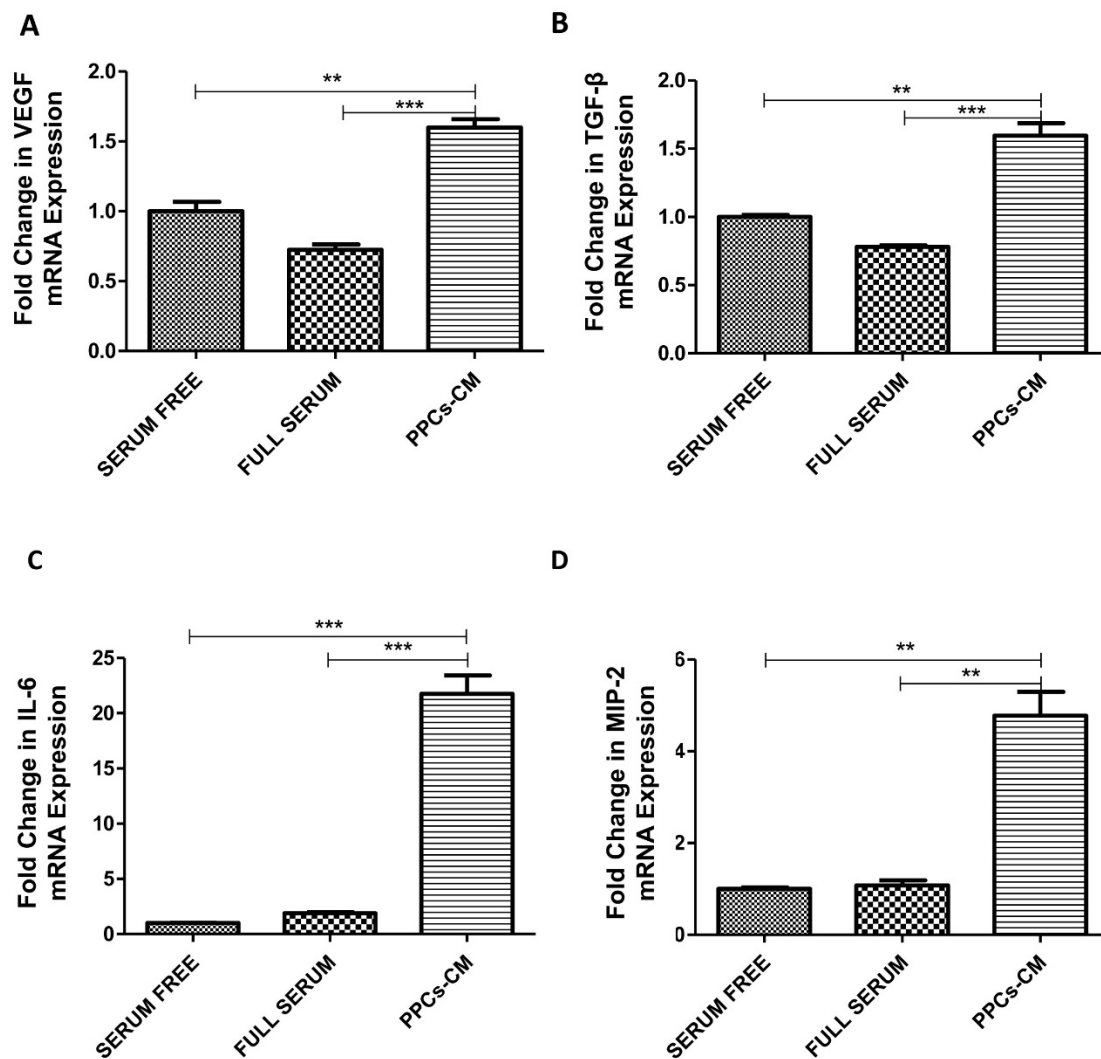 A
Fold Change in VEGF
mRNA Expression
2.0
1.5
1.0
0.5
0.0
**
***
SERUM FREE
FULL SERUM
PPCs-CM
B
Fold Change in TGF-β
mRNA Expression
2.0
1.5
1.0
0.5
0.0
**
***
SERUM FREE
FULL SERUM
PPCs-CM
C
Fold Change in IL-6
mRNA Expression
25
20
15
10
5
0
***
***
SERUM FREE
FULL SERUM
PPCs-CM
D
Fold Change in MIP-2
mRNA Expression
6
4
2
0
**
**
SERUM FREE
FULL SERUM
PPCs-CM